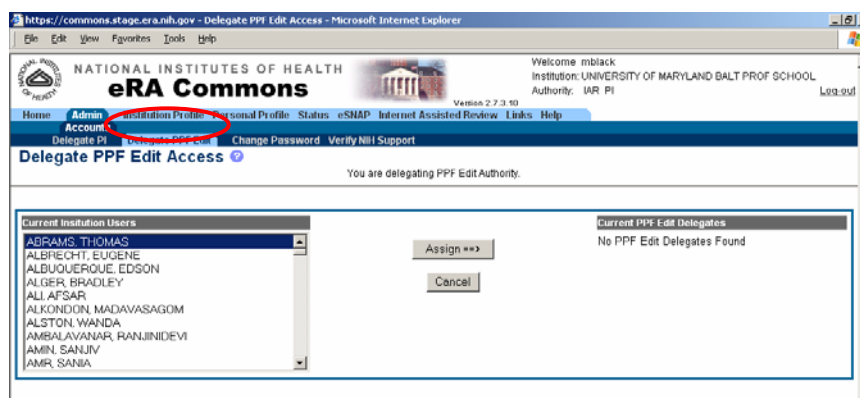 https://commons.stage.era.nih.gov - Delegate PPF Edit Access - Microsoft Internet Explorer
File Edit View Favorites Tools Help
NATIONAL INSTITUTES OF HEALTH
eRA Commons
Version 2.7.3.10
Welcome mblack
Institution: UNIVERSITY OF MARYLAND BALT PROF SCHOOL
Authority: IAR PI
Log-out
Home Admin Institution Profile Personal Profile Status eSNAP Internet Assisted Review Links Help
Accounts
Delegate PI Delegate PPF Edit Change Password Verify NIH Support
Delegate PPF Edit Access ?
You are delegating PPF Edit Authority.
Current Insitution Users
ABRAMS, THOMAS
ALBRECHT, EUGENE
ALBUQUERQUE, EDSON
ALGER, BRADLEY
ALI, AFSAR
ALKONDON, MADAVASAGOM
ALSTON, WANDA
AMBALAVANAR, RANJINIDEVI
AMIN, SANJIV
AMR, SANIA
Assign ==>
Cancel
Current PPF Edit Delegates
No PPF Edit Delegates Found